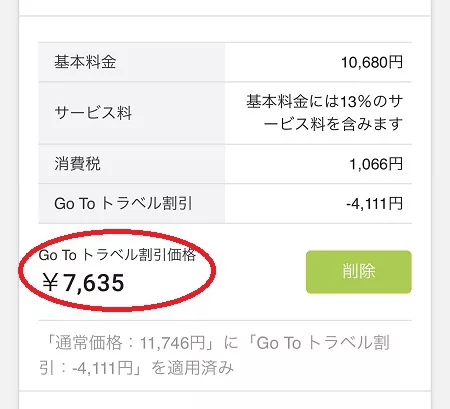 基本料金 10,680円
サービス料 基本料金には13%のサ
ービス料を含みます
消費税 1,066円
Go To トラベル割引 -4,111円
Go To トラベル割引価格
￥7,635
削除
「通常価格：11,746円」に「Go To トラベル割
引：-4,111円」を適用済み